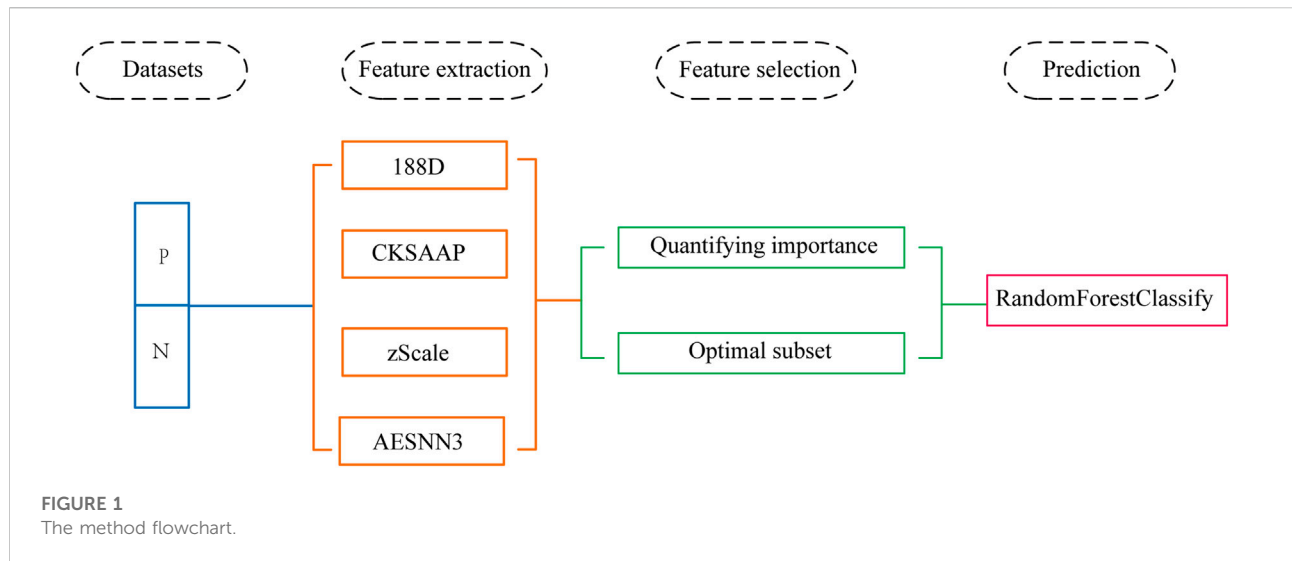 Datasets
Feature extraction
Feature selection
Prediction
188D
P
CKSAAP
Quantifying importance
RandomForestClassify
N
zScale
Optimal subset
AESNN3
FIGURE 1
The method flowchart.